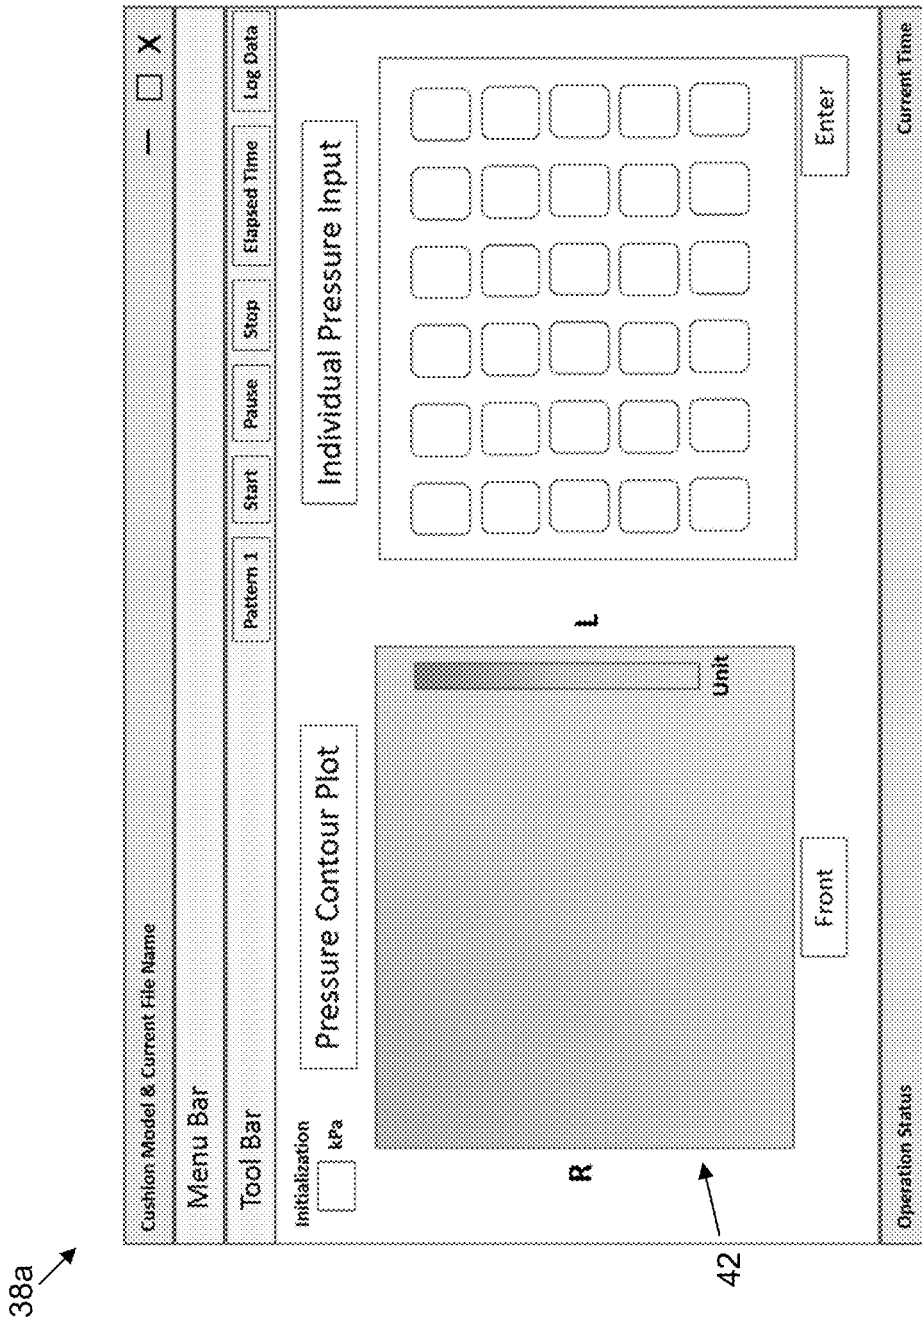 38a
Cushion Model & Current File Name
— □ X
Menu Bar
Tool Bar
Pattern 1
Start
Pause
Stop
Elapsed Time
Log Data
Initialization
kPa
Pressure Contour Plot
Individual Pressure Input
R
L
Unit
42
Front
Enter
Operation Status
Current Time